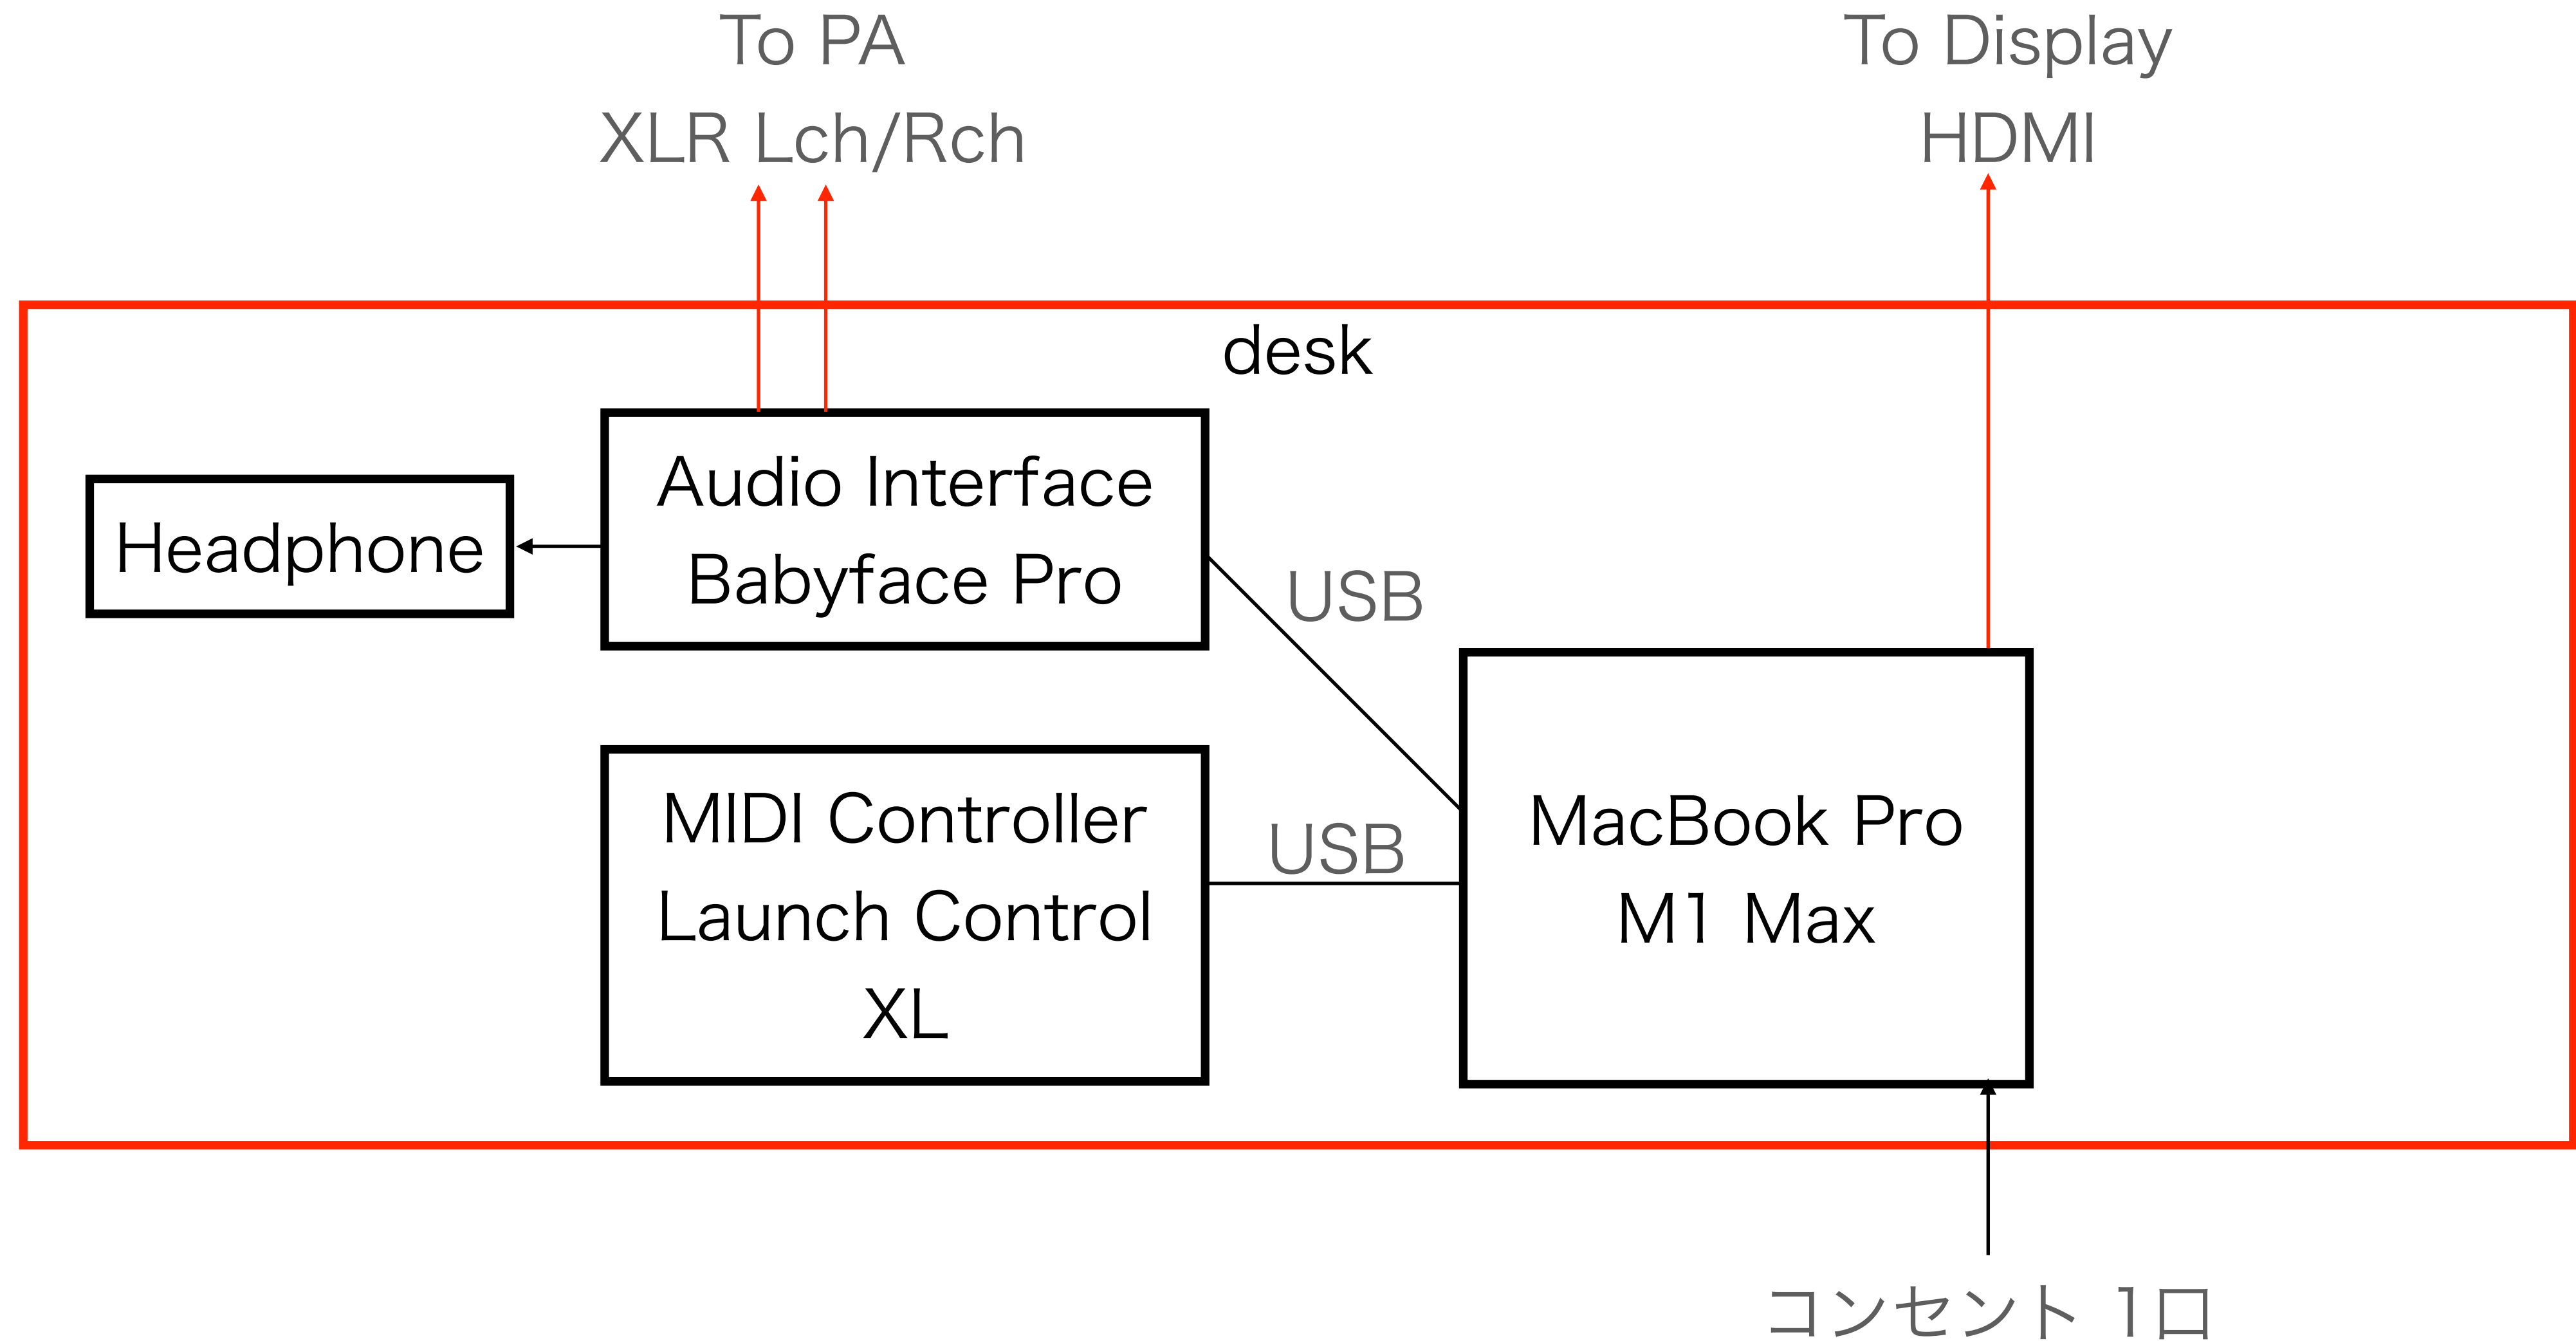 To PA
XLR Lch/Rch
To Display
HDMI
desk
Audio Interface
Babyface Pro
Headphone
USB
MIDI Controller
Launch Control
XL
USB
MacBook Pro
M1 Max
コンセント 1口